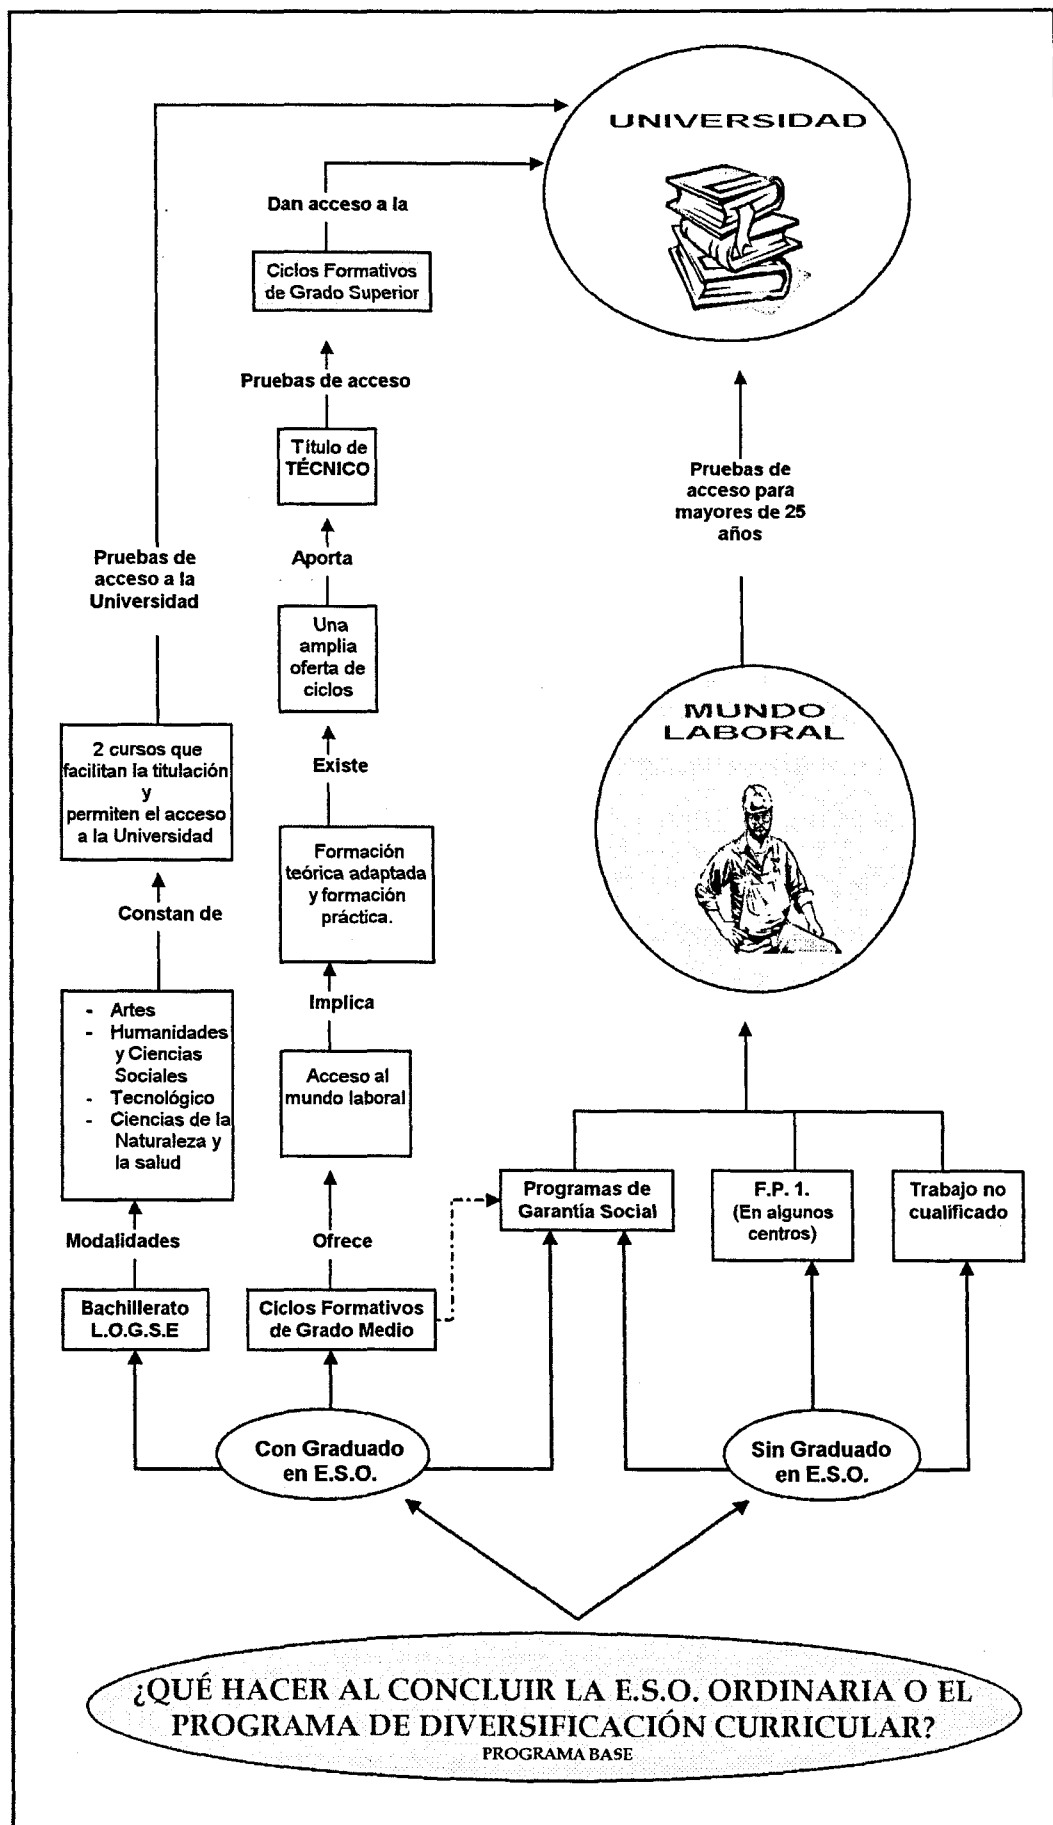 UNIVERSIDAD
Dan acceso a la
Ciclos Formativos
de Grado Superior
Pruebas de acceso
Título de
TÉCNICO
Aporta
Una
amplia
oferta de
ciclos
Existe
Formación
teórica adaptada
y formación
práctica.
Implica
Acceso al
mundo laboral
Ofrece
Ciclos Formativos
de Grado Medio
Pruebas de
acceso a la
Universidad
2 cursos que
facilitan la titulación
y
permiten el acceso
a la Universidad
Constan de
- Artes
- Humanidades
y Ciencias
Sociales
- Tecnológico
- Ciencias de la
Naturaleza y
la salud
Modalidades
Bachillerato
L.O.G.S.E
Pruebas de
acceso para
mayores de 25
años
MUNDO
LABORAL
Programas de
Garantía Social
F.P. 1.
(En algunos
centros)
Trabajo no
cualificado
Con Graduado
en E.S.O.
Sin Graduado
en E.S.O.
¿QUÉ HACER AL CONCLUIR LA E.S.O. ORDINARIA O EL
PROGRAMA DE DIVERSIFICACIÓN CURRICULAR?
PROGRAMA BASE